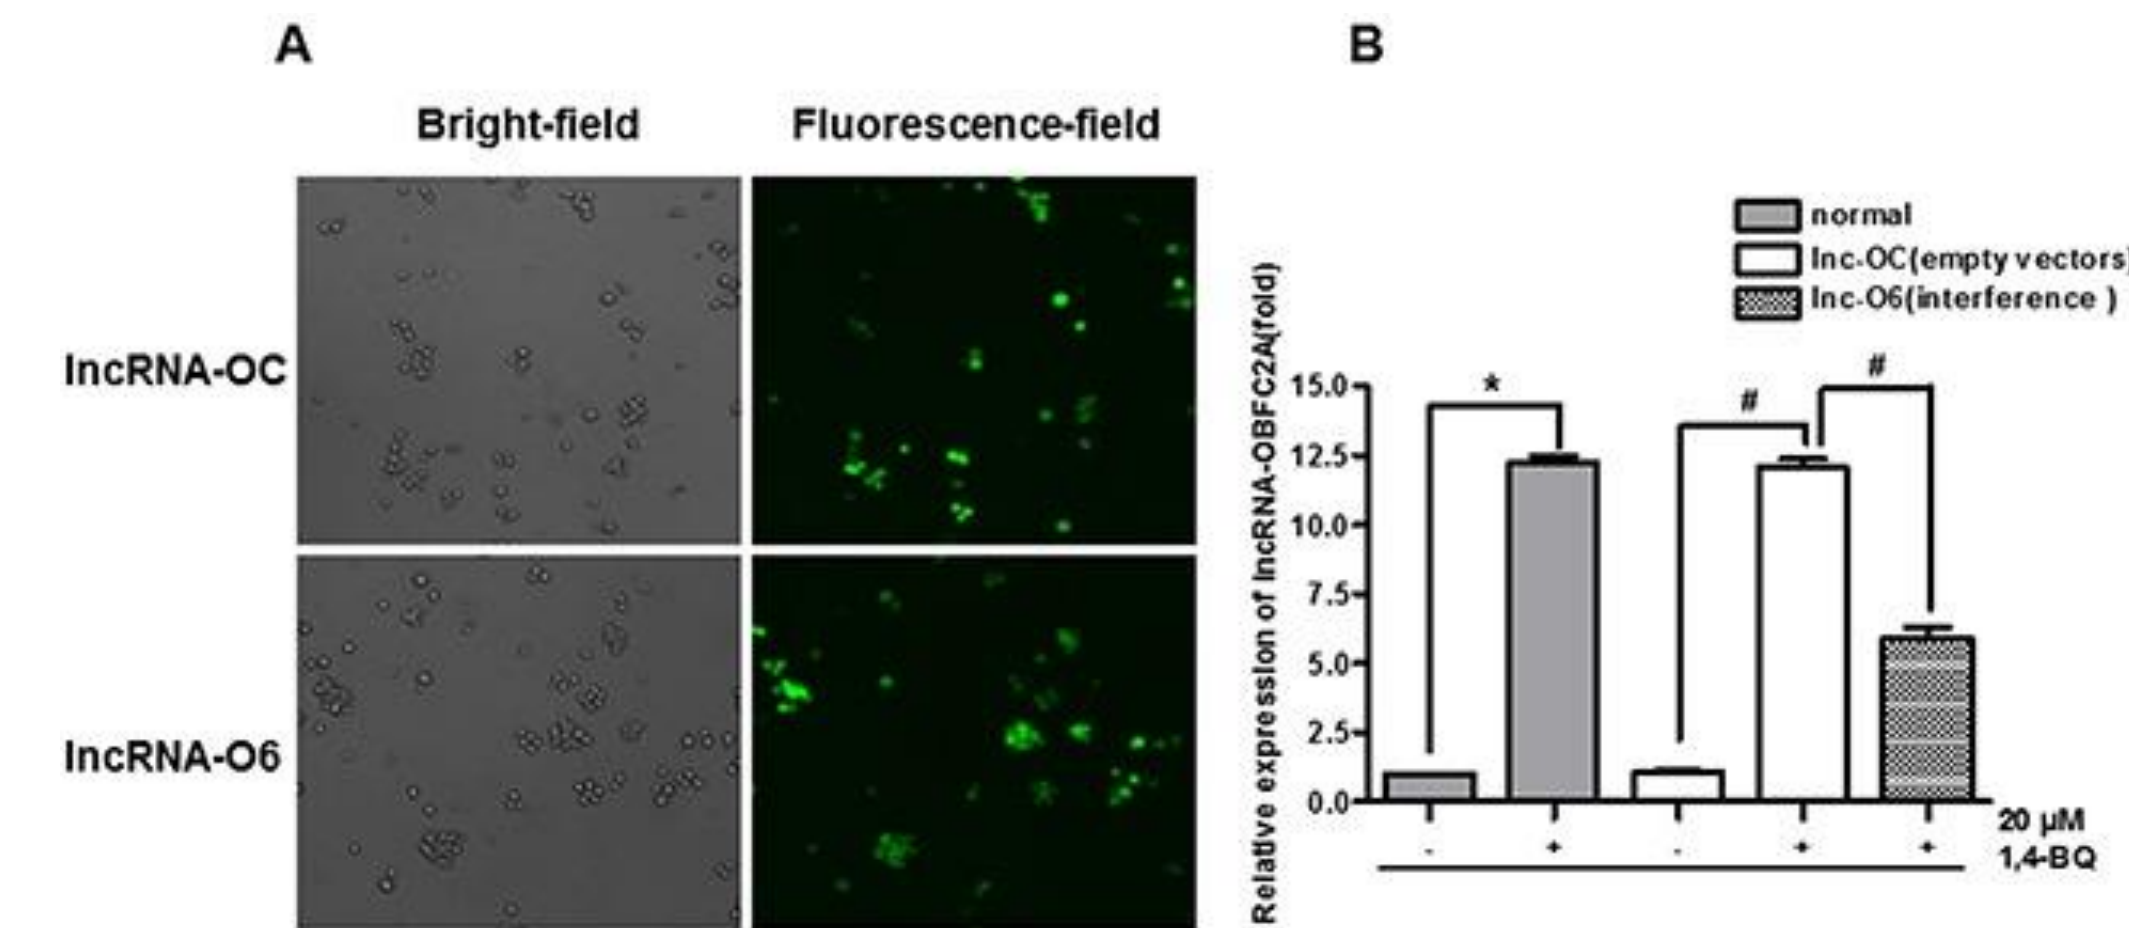 A
Bright-field
Fluorescence-field
lncRNA-OC
lncRNA-O6
B
normal
lnc-OC(empty vectors)
lnc-O6(interference )
Relative expression of lncRNA-OBFC2A(fold)
15.0
12.5
10.0
7.5
5.0
2.5
0.0
*
#
#
- + - + +
20 µM
1,4-BQ